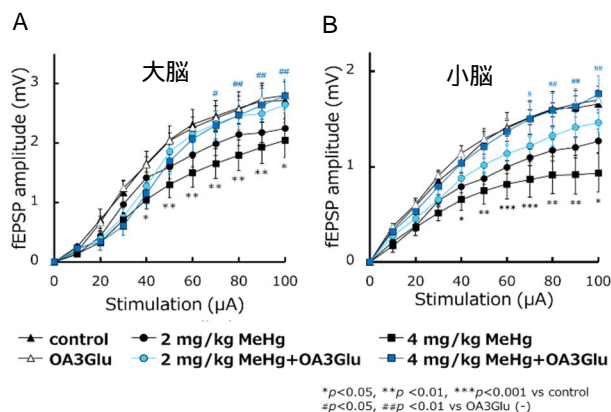 A
大脳
fEPSP amplitude (mV)
3
2
1
0
# ## ## ##
* ** ** ** ** ** *
0 20 40 60 80 100
Stimulation (μA)
B
小脳
fEPSP amplitude (mV)
2
1
0
# ## ## ##
* ** *** *** ** ** *
0 20 40 60 80 100
Stimulation (μA)
control 2 mg/kg MeHg 4 mg/kg MeHg
OA3Glu 2 mg/kg MeHg+OA3Glu 4 mg/kg MeHg+OA3Glu
*p<0.05, **p <0.01, ***p<0.001 vs control
#p<0.05, ##p <0.01 vs OA3Glu (-)